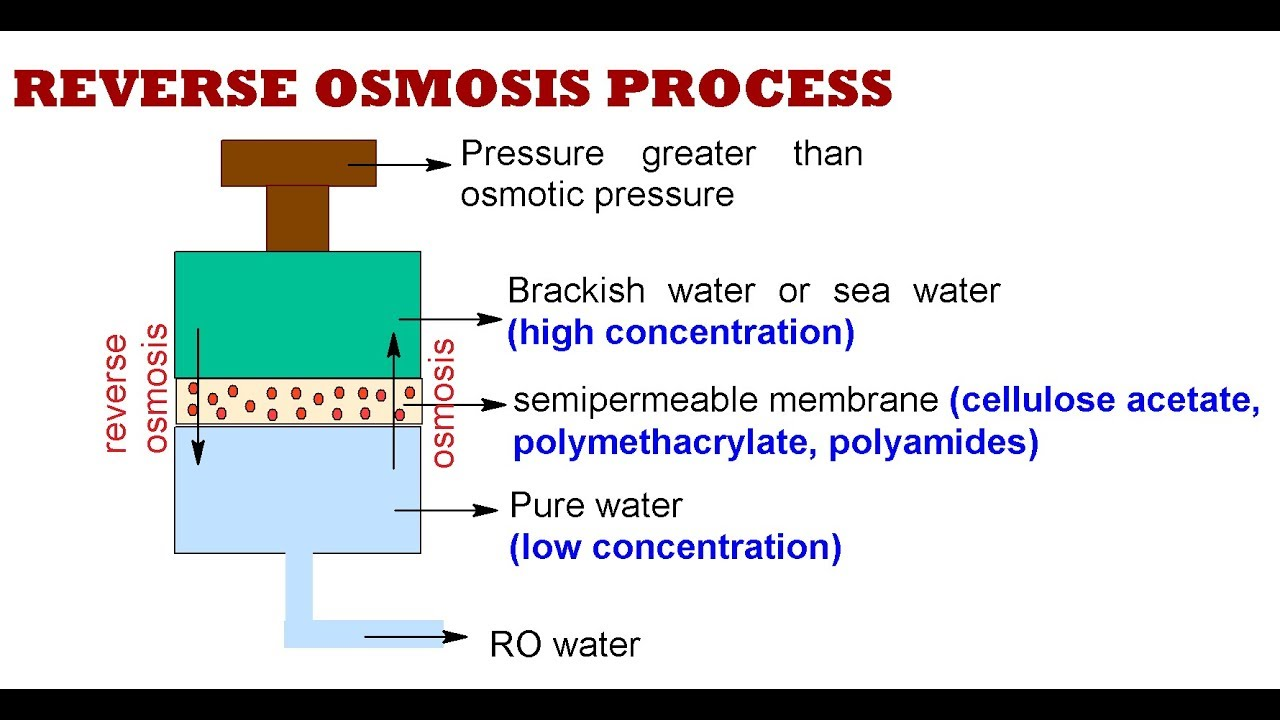 REVERSE OSMOSIS PROCESS
Pressure greater than
osmotic pressure
Brackish water or sea water
(high concentration)
reverse
osmosis
osmosis
semipermeable membrane (cellulose acetate,
polymethacrylate, polyamides)
Pure water
(low concentration)
RO water